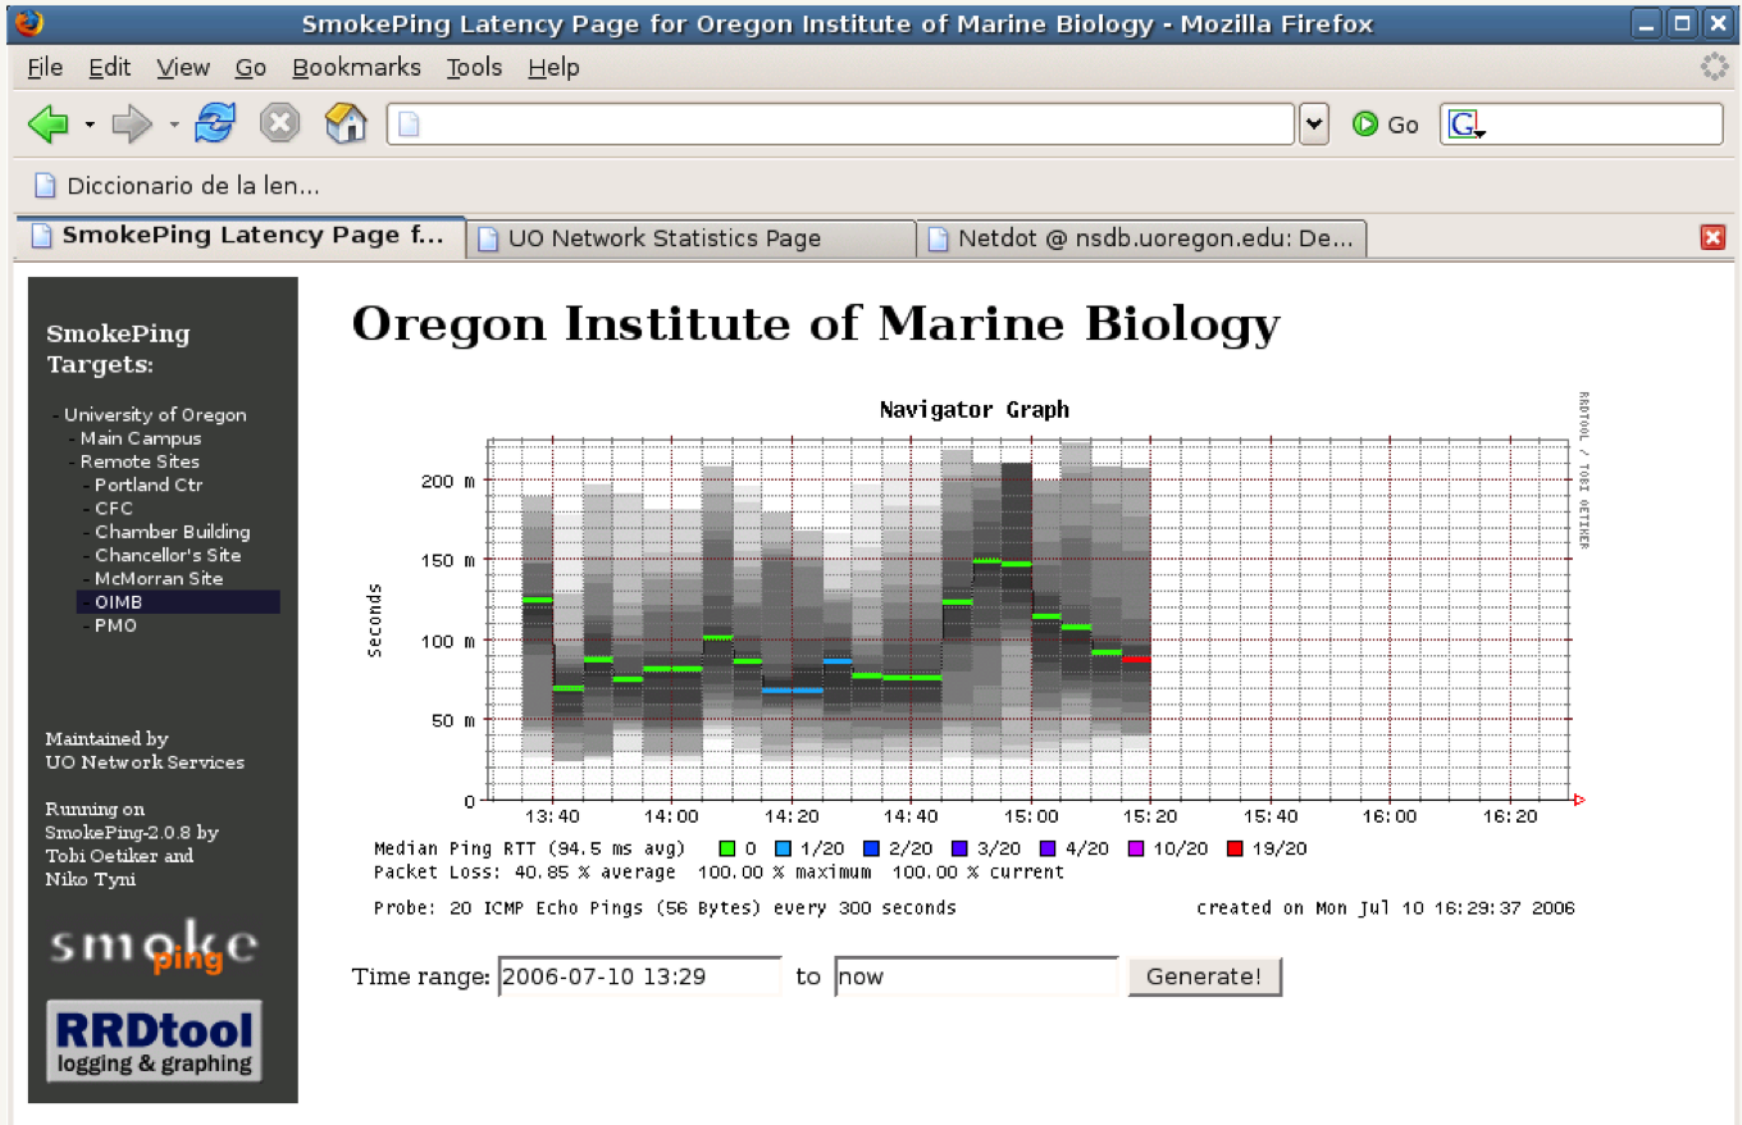 SmokePing Latency Page for Oregon Institute of Marine Biology - Mozilla Firefox
File Edit View Go Bookmarks Tools Help
Go
G
Diccionario de la len...
SmokePing Latency Page f...
UO Network Statistics Page
Netdot @ nsdb.uoregon.edu: De...
SmokePing
Targets:
- University of Oregon
- Main Campus
- Remote Sites
- Portland Ctr
- CFC
- Chamber Building
- Chancellor's Site
- McMorran Site
- OIMB
- PMO
Maintained by
UO Network Services
Running on
SmokePing-2.0.8 by
Tobi Oetiker and
Niko Tyni
smokeping
RRDtool
logging & graphing
Oregon Institute of Marine Biology
Navigator Graph
RRDTOOL / TOBI OETIKER
Seconds
200 m
150 m
100 m
50 m
0
13:40 14:00 14:20 14:40 15:00 15:20 15:40 16:00 16:20
Median Ping RTT (94.5 ms avg) 0 1/20 2/20 3/20 4/20 10/20 19/20
Packet Loss: 40.85 % average 100.00 % maximum 100.00 % current
Probe: 20 ICMP Echo Pings (56 Bytes) every 300 seconds
created on Mon Jul 10 16:29:37 2006
Time range: 2006-07-10 13:29 to now Generate!